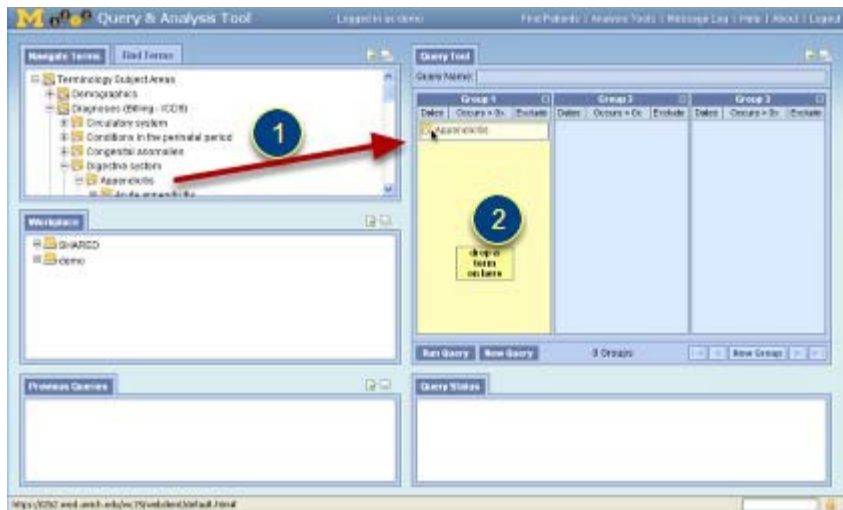 Query & Analysis Tool
Logged in as demo
Find Patients | Analysis Tools | Message Log | Help | About | Logout
Navigate Terms
Find Terms
Terminology Subject Areas
Demographics
Diagnoses (Billing - ICD9)
Circulatory system
Conditions in the perinatal period
Congenital anomalies
Digestive system
Appendicitis
Acute appendicitis
1
Workplace
SHARED
demo
Previous Queries
Query Tool
Query Name:
Group 1
Group 2
Group 3
Dates Occurs > 0x Exclude
Dates Occurs > 0x Exclude
Dates Occurs > 0x Exclude
Appendicitis
2
drop a
term
on here
Run Query
New Query
0 Groups
New Group
Query Status